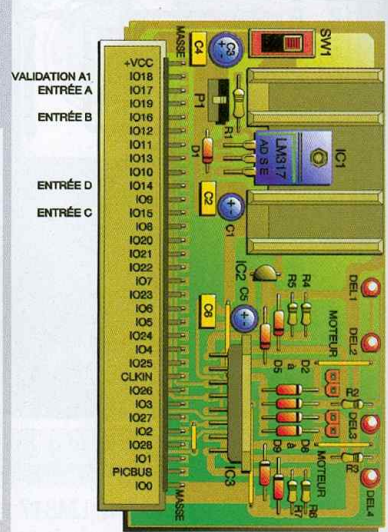 VALIDATION A1
ENTRÉE A
ENTRÉE B
ENTRÉE D
ENTRÉE C
+VCC
IO18
IO17
IO19
IO16
IO12
IO11
IO13
IO10
IO14
IO9
IO15
IO8
IO20
IO21
IO22
IO7
IO23
IO6
IO5
IO24
IO4
IO25
CLKIN
IO26
IO3
IO27
IO2
IO28
IO1
PICBUS
IO0
MASSE
MASSE
C4
C3
SW1
P1
R1
D1
LM317
A D S E
IC1
C2
C1
IC2
C5
C6
R5
R4
DEL1
DEL2
MOTEUR
D5
D2
à
R2
DEL3
D9
D6
à
MOTEUR
R3
IC3
R7
DEL4